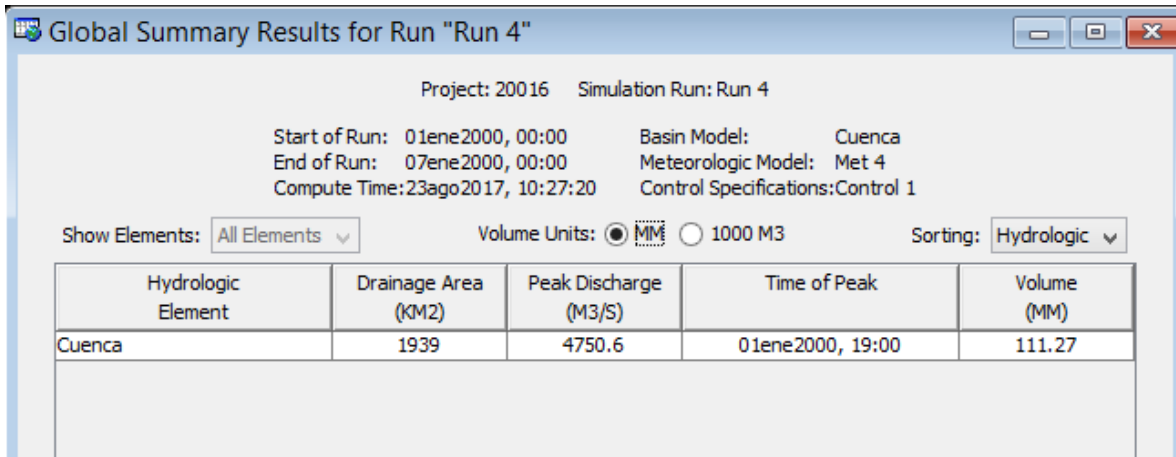 Global Summary Results for Run "Run 4"
Project: 20016 Simulation Run: Run 4
Start of Run: 01ene2000, 00:00 Basin Model: Cuenca
End of Run: 07ene2000, 00:00 Meteorologic Model: Met 4
Compute Time:23ago2017, 10:27:20 Control Specifications:Control 1
Show Elements: All Elements Volume Units: MM 1000 M3 Sorting: Hydrologic
Hydrologic Drainage Area Peak Discharge Time of Peak Volume
Element (KM2) (M3/S) (MM)
Cuenca 1939 4750.6 01ene2000, 19:00 111.27